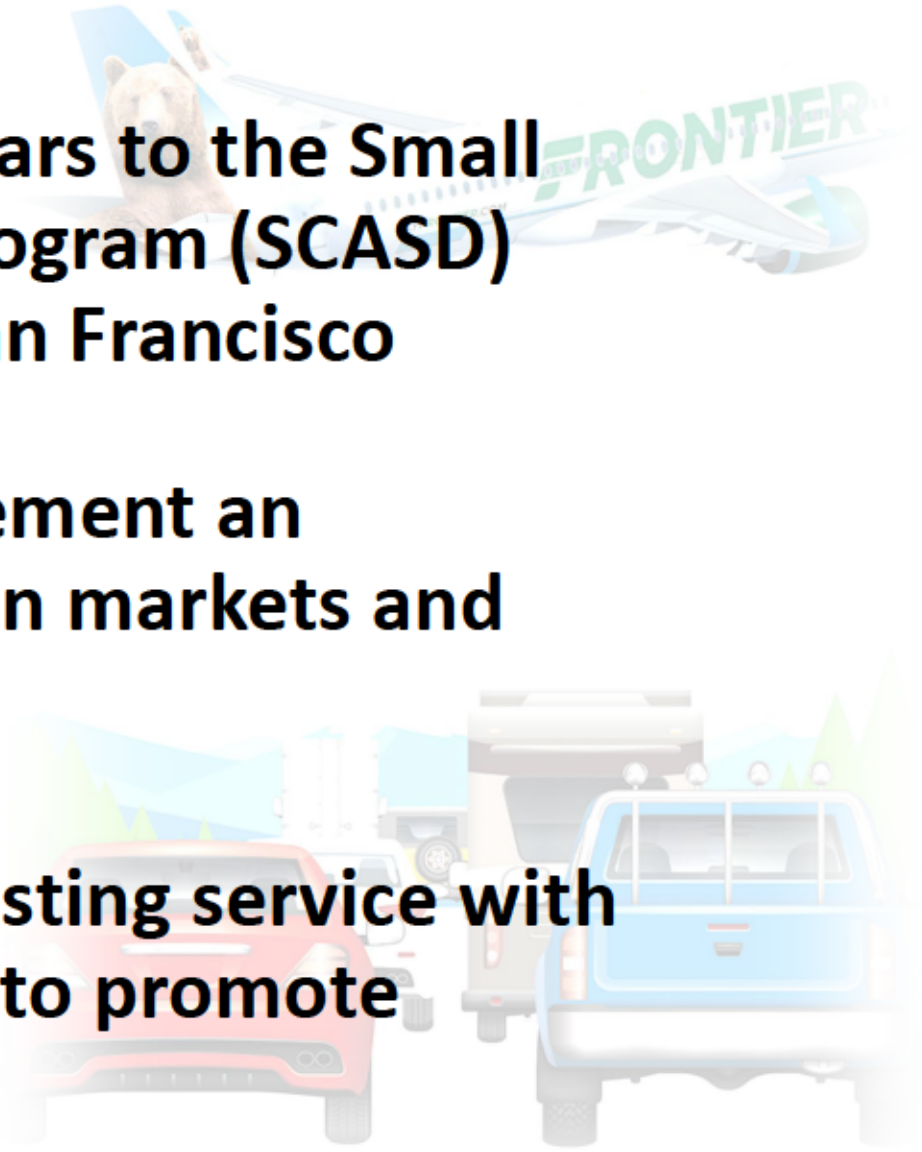 FRONTIER
ars to the Small
ogram (SCASD)
n Francisco
ement an
n markets and
sting service with
to promote